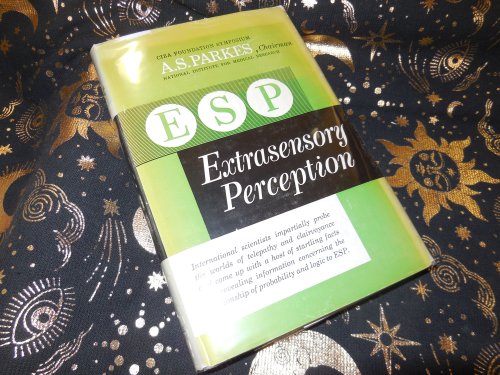 CIBA FOUNDATION SYMPOSIUM
A.S. PARKES, Chairman
NATIONAL INSTITUTE FOR MEDICAL RESEARCH
ESP
Extrasensory
Perception
International scientists impartially probe
the worlds of telepathy and clairvoyance
come up with a host of startling facts
revealing information concerning the
of probability and logic to ESP.